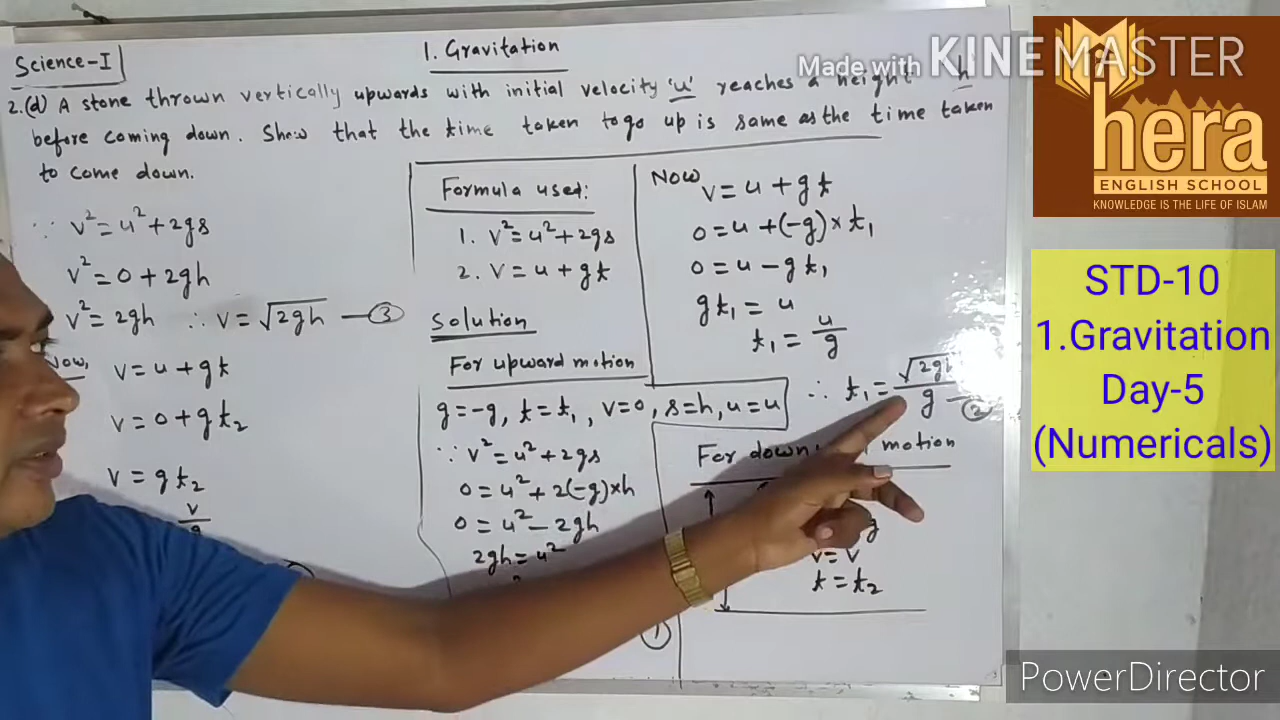 Science-I
1. Gravitation
2.(d) A stone thrown vertically upwards with initial velocity 'u' reaches a height h
before coming down. Show that the time taken to go up is same as the time taken
to come down.
∵ v²=u²+2gs
v²=0+2gh
v²=2gh ∴ v=√2gh —③
Now, v=u+gt
v=0+gt₂
v=gt₂
v
Formula used:
1. v²=u²+2gs
2. v=u+gt
Solution
For upward motion
g=-g, t=t₁, v=0, s=h, u=u
∵ v²=u²+2gs
0=u²+2(-g)×h
0=u²-2gh
2gh=u²
①
Now v=u+gt
0=u+(-g)×t₁
0=u-gt₁
gt₁=u
t₁=u/g
∴ t₁=√2gh/g —②
For down motion
g
v=v
t=t₂
Made with KINEMASTER
hera
ENGLISH SCHOOL
KNOWLEDGE IS THE LIFE OF ISLAM
STD-10
1.Gravitation
Day-5
(Numericals)
PowerDirector